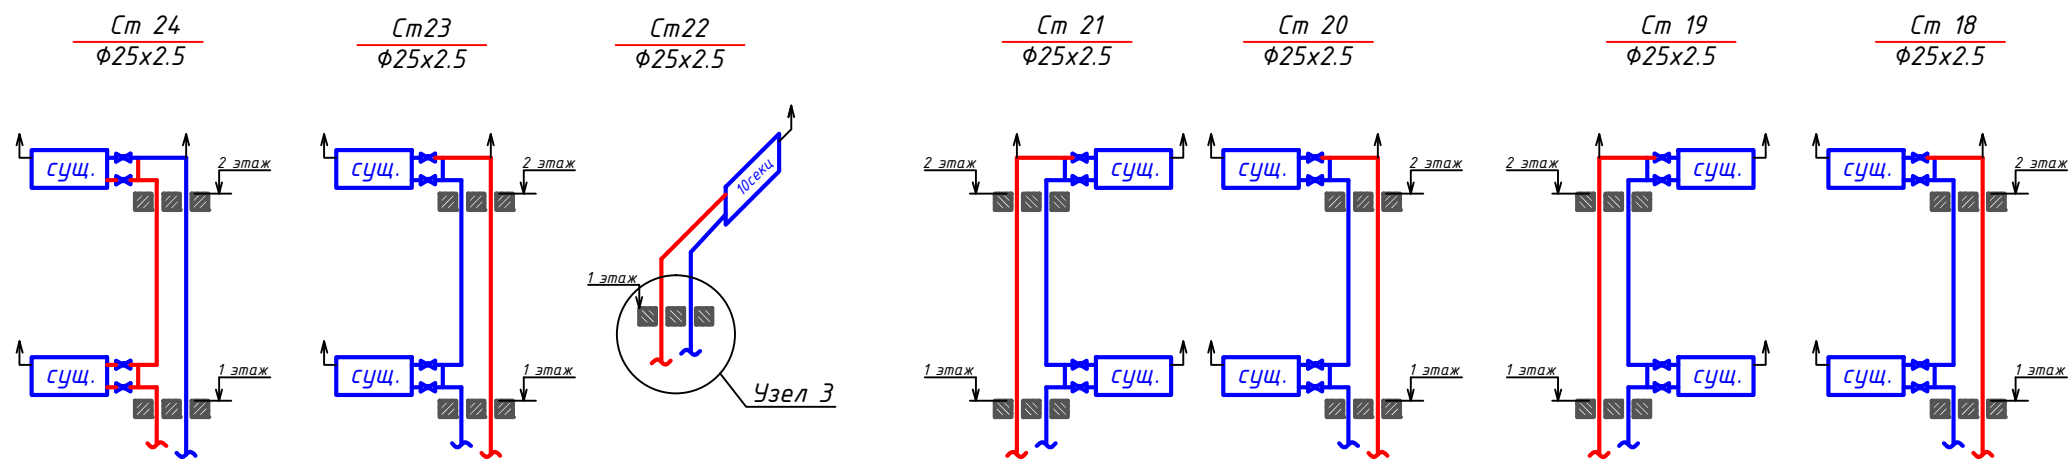 Ст 24
Ф25х2.5
Ст23
Ф25х2.5
Ст22
Ф25х2.5
Ст 21
Ф25х2.5
Ст 20
Ф25х2.5
Ст 19
Ф25х2.5
Ст 18
Ф25х2.5
сущ.
2 этаж
сущ.
2 этаж
10секц
2 этаж
сущ.
сущ.
2 этаж
2 этаж
сущ.
сущ.
2 этаж
1 этаж
сущ.
1 этаж
сущ.
1 этаж
Узел 3
1 этаж
сущ.
сущ.
1 этаж
1 этаж
сущ.
сущ.
1 этаж